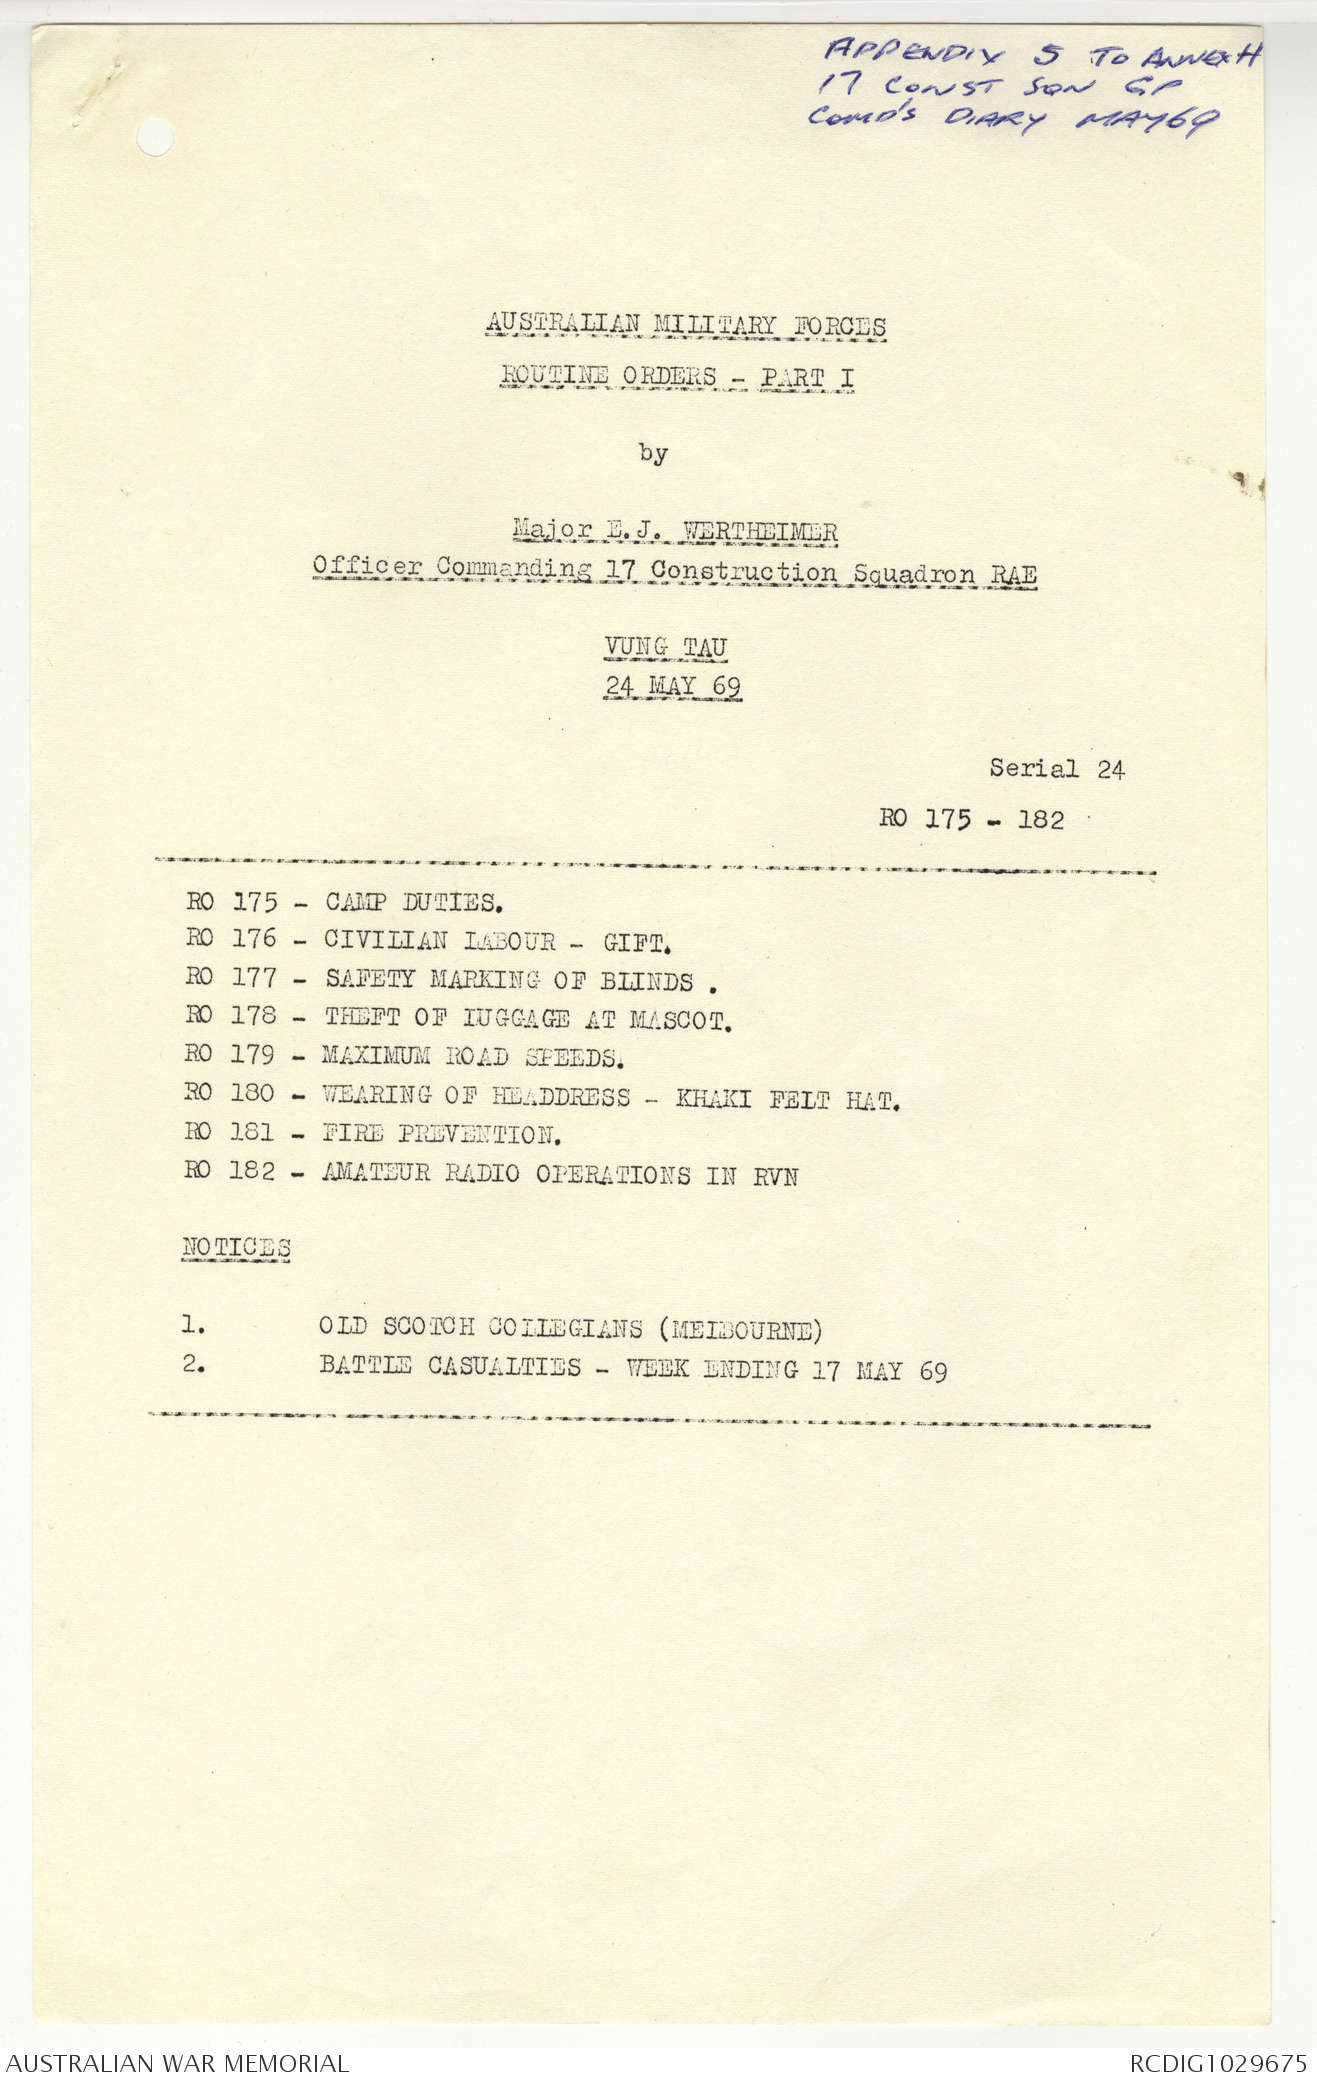 APPENDIX 5 TO ANNEX H
17 CONST SQN GP
COMD'S DIARY MAY 69
AUSTRALIAN MILITARY FORCES
ROUTINE ORDERS - PART I
by
Major E.J. WERTHEIMER
Officer Commanding 17 Construction Squadron RAE
VUNG TAU
24 MAY 69
Serial 24
RO 175 - 182
RO 175 - CAMP DUTIES.
RO 176 - CIVILIAN LABOUR - GIFT.
RO 177 - SAFETY MARKING OF BLINDS .
RO 178 - THEFT OF LUGGAGE AT MASCOT.
RO 179 - MAXIMUM ROAD SPEEDS.
RO 180 - WEARING OF HEADDRESS - KHAKI FELT HAT.
RO 181 - FIRE PREVENTION.
RO 182 - AMATEUR RADIO OPERATIONS IN RVN
NOTICES
1. OLD SCOTCH COLLEGIANS (MELBOURNE)
2. BATTLE CASUALTIES - WEEK ENDING 17 MAY 69
AUSTRALIAN WAR MEMORIAL
RCDIG1029675